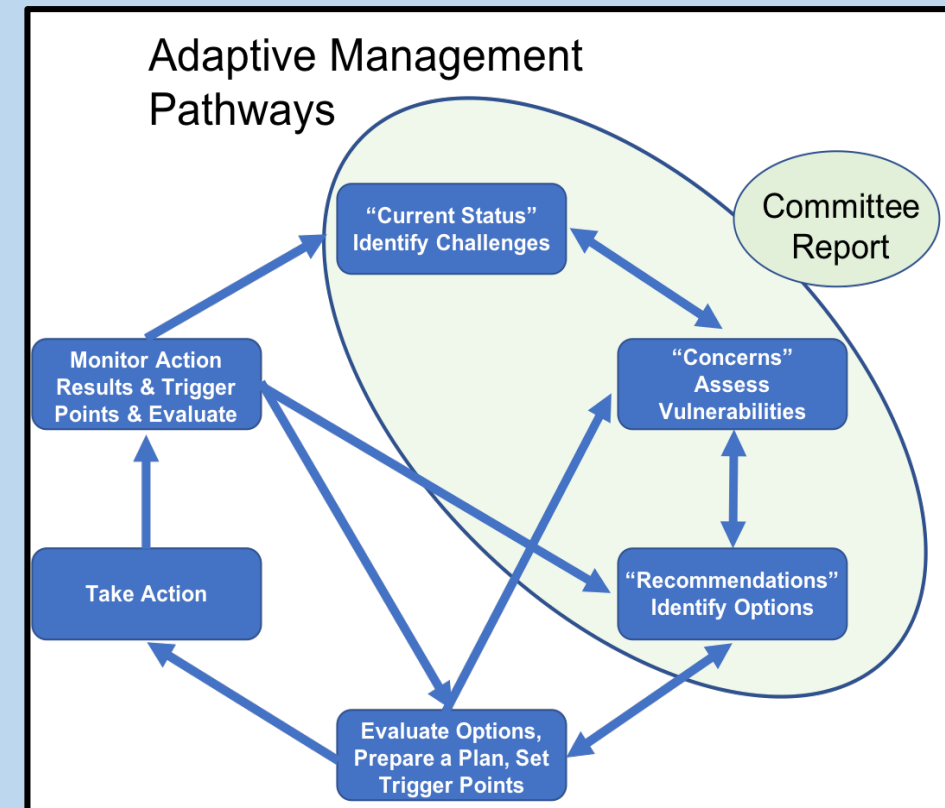 Adaptive Management
Pathways
Committee
Report
“Current Status”
Identify Challenges
Monitor Action
Results & Trigger
Points & Evaluate
“Concerns”
Assess
Vulnerabilities
Take Action
“Recommendations”
Identify Options
Evaluate Options,
Prepare a Plan, Set
Trigger Points